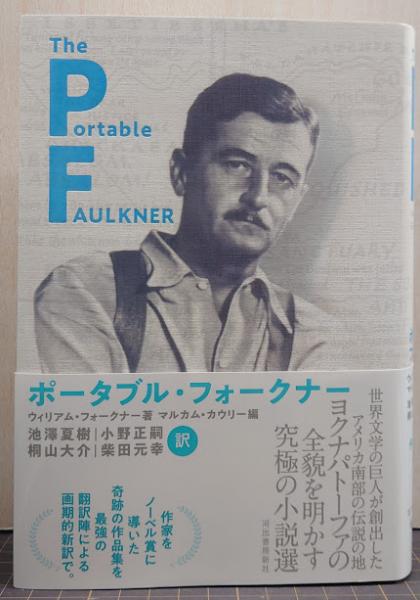 The
Portable
FAULKNER
ポータブル・フォークナー
ウィリアム・フォークナー著 マルカム・カウリー編
池澤夏樹|小野正嗣
桐山大介|柴田元幸
訳
世界文学の巨人が創出した
アメリカ南部の伝説の地
ヨクナパトーファの
全貌を明かす
究極の小説選
河出書房新社
作家を
ノーベル賞に
導いた
奇跡の作品集を
最強の
翻訳陣による
画期的新訳で。